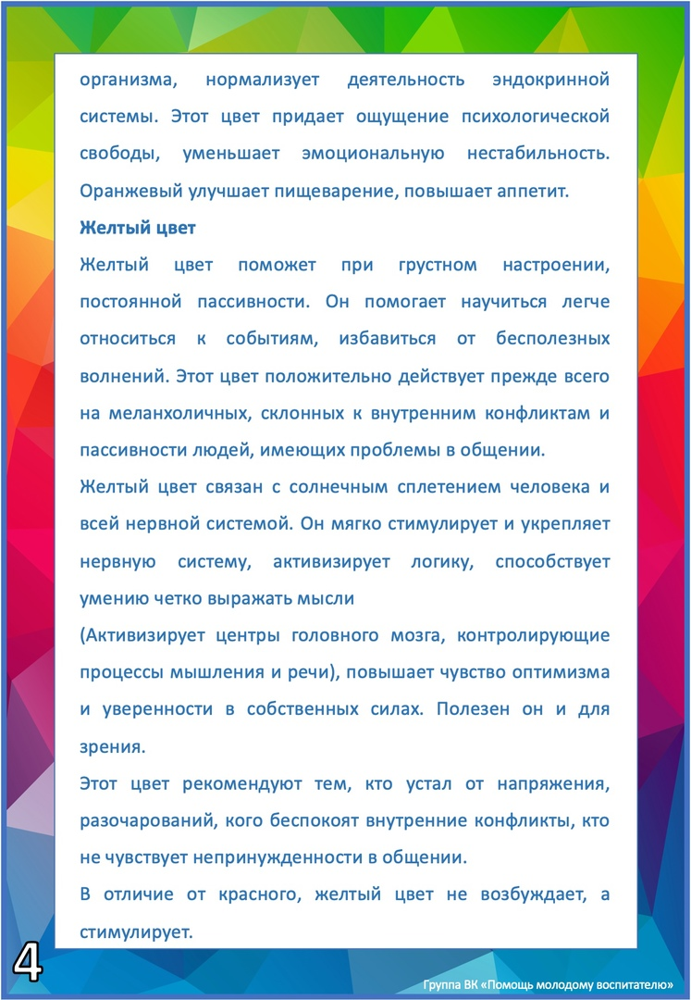 организма, нормализует деятельность эндокринной
системы. Этот цвет придает ощущение психологической
свободы, уменьшает эмоциональную нестабильность.
Оранжевый улучшает пищеварение, повышает аппетит.
Желтый цвет
Желтый цвет поможет при грустном настроении,
постоянной пассивности. Он помогает научиться легче
относиться к событиям, избавиться от бесполезных
волнений. Этот цвет положительно действует прежде всего
на меланхоличных, склонных к внутренним конфликтам и
пассивности людей, имеющих проблемы в общении.
Желтый цвет связан с солнечным сплетением человека и
всей нервной системой. Он мягко стимулирует и укрепляет
нервную систему, активизирует логику, способствует
умению четко выражать мысли
(Активизирует центры головного мозга, контролирующие
процессы мышления и речи), повышает чувство оптимизма
и уверенности в собственных силах. Полезен он и для
зрения.
Этот цвет рекомендуют тем, кто устал от напряжения,
разочарований, кого беспокоят внутренние конфликты, кто
не чувствует непринужденности в общении.
В отличие от красного, желтый цвет не возбуждает, а
стимулирует.
4
Группа ВК «Помощь молодому воспитателю»